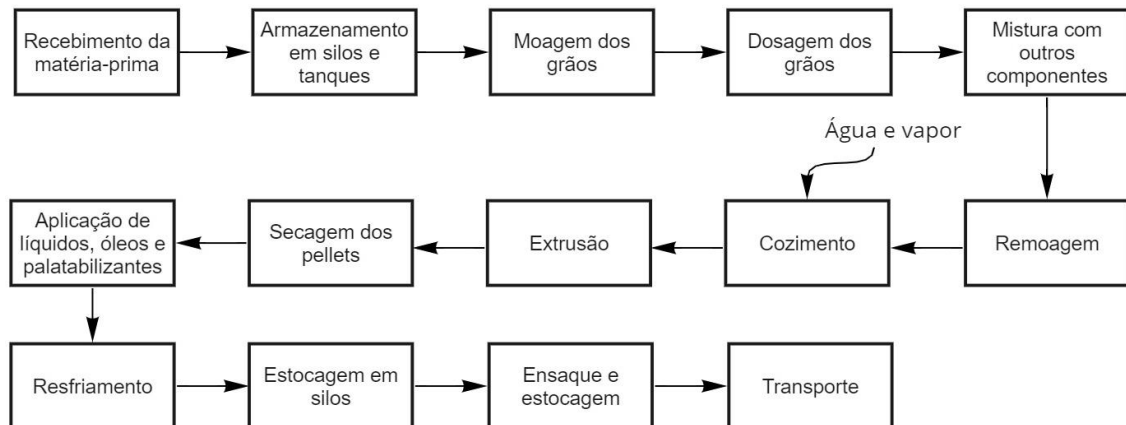 Recebimento da
matéria-prima
Armazenamento
em silos e
tanques
Moagem dos
grãos
Dosagem dos
grãos
Mistura com
outros
componentes
Água e vapor
Aplicação de
líquidos, óleos e
palatabilizantes
Secagem dos
pellets
Extrusão
Cozimento
Remoagem
Resfriamento
Estocagem em
silos
Ensaque e
estocagem
Transporte